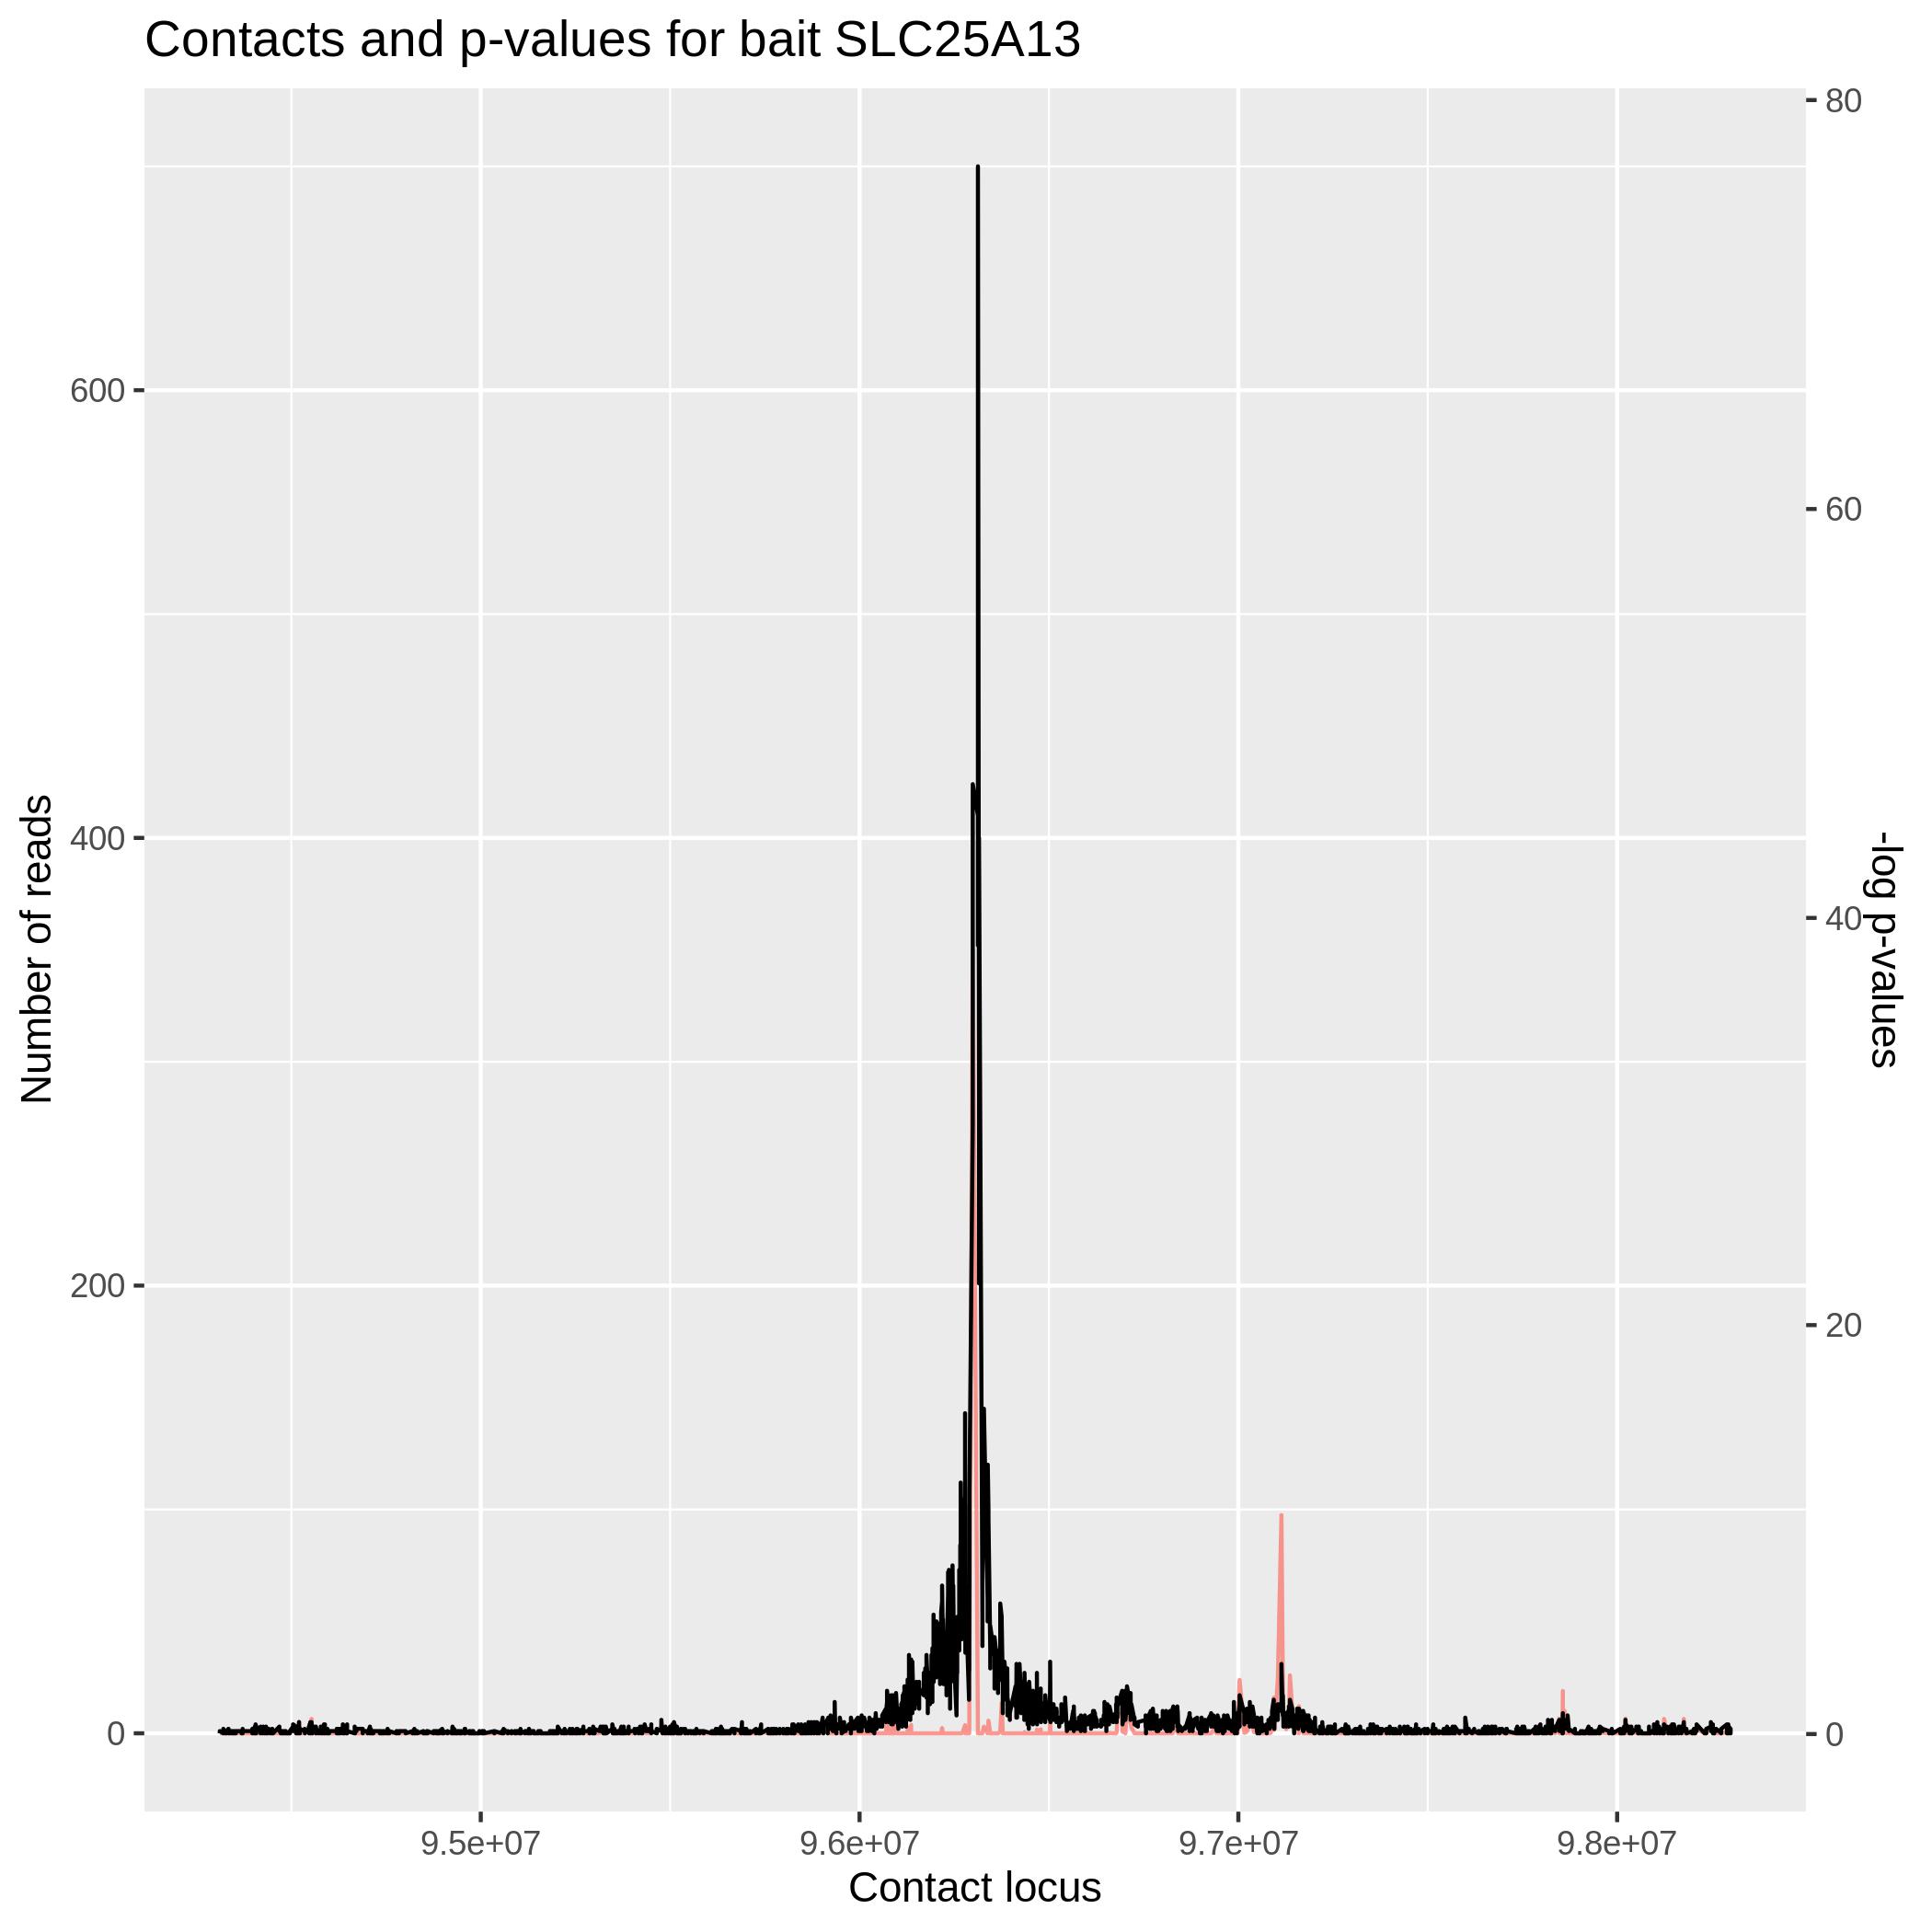 Contacts and p-values for bait SLC25A13
Number of reads
600
400
200
0
80
60
40
20
0
-log p-values
9.5e+07 9.6e+07 9.7e+07 9.8e+07
Contact locus